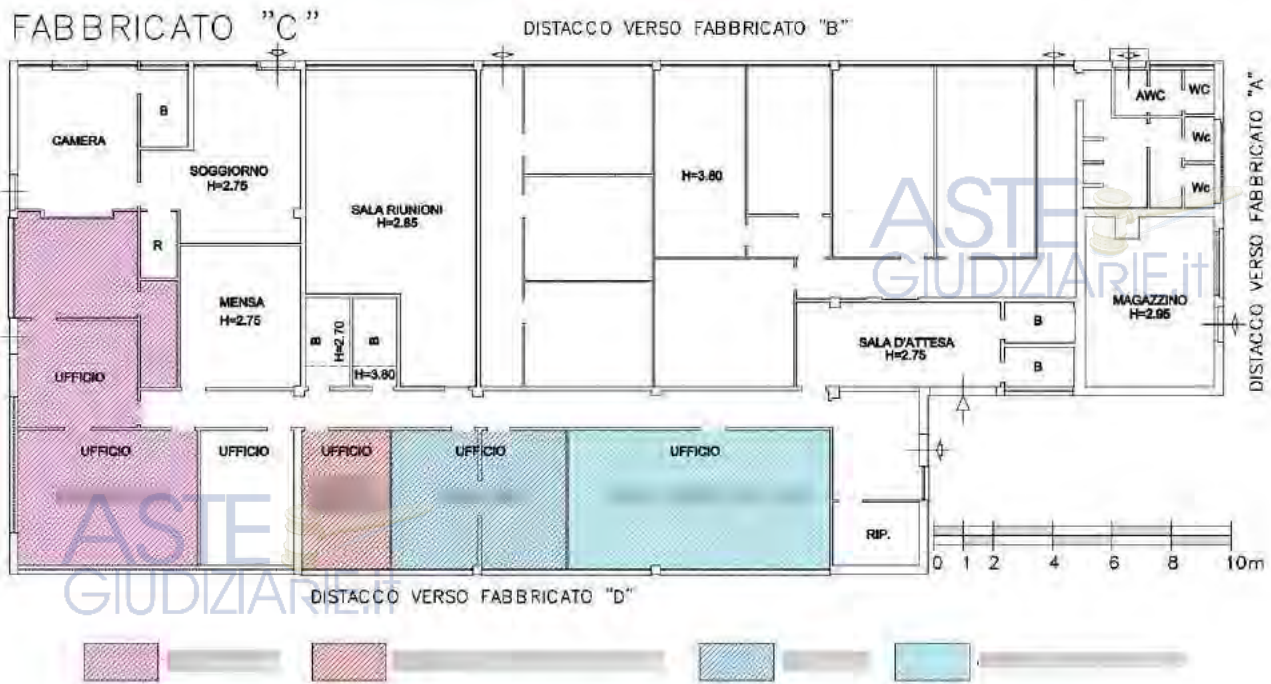 FABBRICATO "C"
DISTACCO VERSO FABBRICATO "B"
DISTACCO VERSO FABBRICATO "A"
AWC
WC
B
CAMERA
Wc
SOGGIORNO
H=2.75
H=3.80
Wc
SALA RIUNIONI
H=2.85
ASTE
GIUDIZIARIE.it
R
MENSA
H=2.75
MAGAZZINO
H=2.95
B
H=2.70
B
H=3.80
SALA D'ATTESA
H=2.75
B
B
UFFICIO
UFFICIO
UFFICIO
UFFICIO
UFFICIO
UFFICIO
ASTE
GIUDIZIARIE.it
RIP.
0 1 2 4 6 8 10m
DISTACCO VERSO FABBRICATO "D"